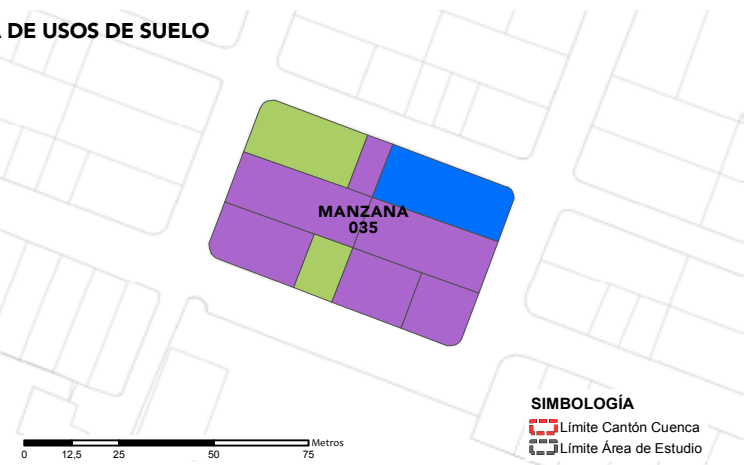 A DE USOS DE SUELO
MANZANA
035
SIMBOLOGÍA
Límite Cantón Cuenca
Límite Área de Estudio
Metros
0 12,5 25 50 75